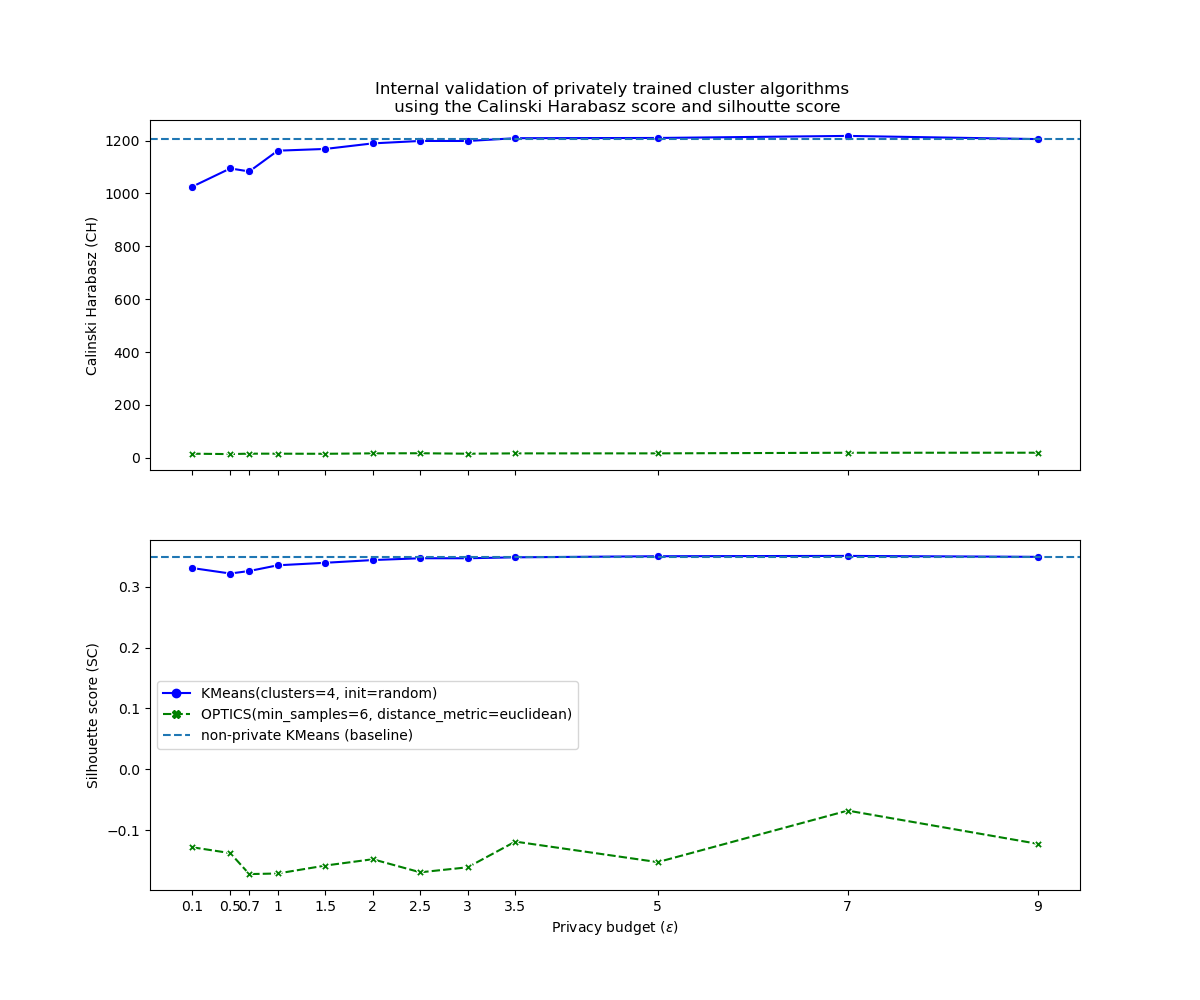 Internal validation of privately trained cluster algorithms
using the Calinski Harabasz score and silhoutte score
Calinski Harabasz (CH)
1200
1000
800
600
400
200
0
Silhouette score (SC)
0.3
0.2
0.1
0.0
−0.1
KMeans(clusters=4, init=random)
OPTICS(min_samples=6, distance_metric=euclidean)
non-private KMeans (baseline)
0.1 0.5 0.7 1 1.5 2 2.5 3 3.5 5 7 9
Privacy budget (ε)